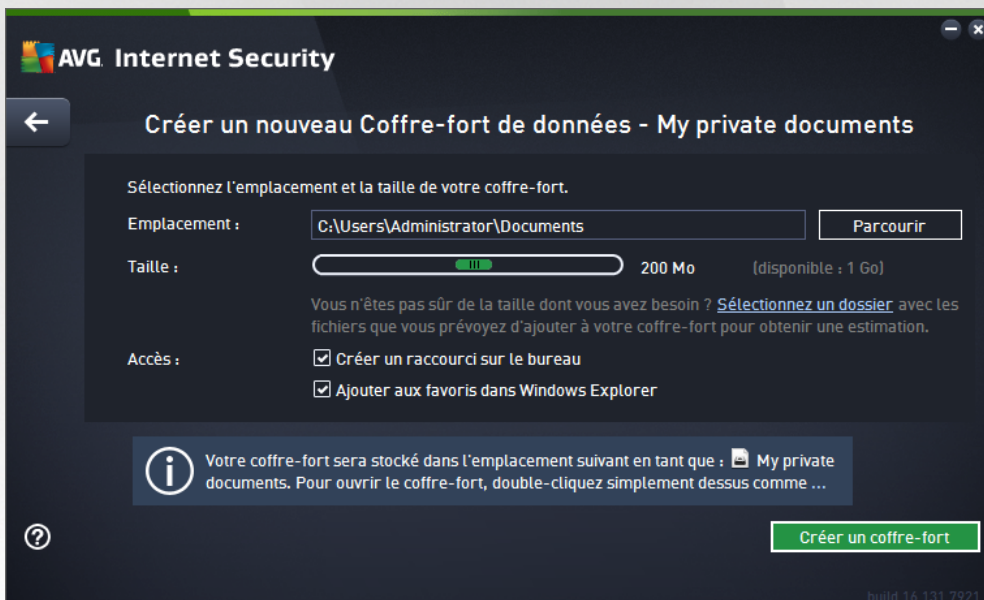 AVG Internet Security
Créer un nouveau Coffre-fort de données - My private documents
Sélectionnez l'emplacement et la taille de votre coffre-fort.
Emplacement : C:\Users\Administrator\Documents Parcourir
Taille : 200 Mo (disponible : 1 Go)
Vous n'êtes pas sûr de la taille dont vous avez besoin ? Sélectionnez un dossier avec les
fichiers que vous prévoyez d'ajouter à votre coffre-fort pour obtenir une estimation.
Accès : Créer un raccourci sur le bureau
Ajouter aux favoris dans Windows Explorer
Votre coffre-fort sera stocké dans l'emplacement suivant en tant que : My private
documents. Pour ouvrir le coffre-fort, double-cliquez simplement dessus comme ...
Créer un coffre-fort
build 16.131.7921